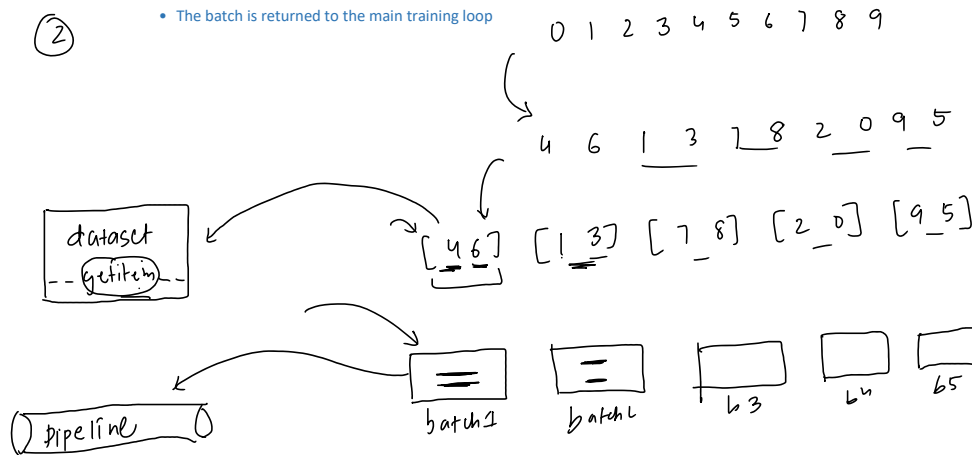 2
• The batch is returned to the main training loop
0 1 2 3 4 5 6 7 8 9
4 6 1 3 7 8 2 0 9 5
dataset
-- getitem --
[4 6] [1 3] [7 8] [2 0] [9 5]
batch1 b3 b4 b5
pipeline